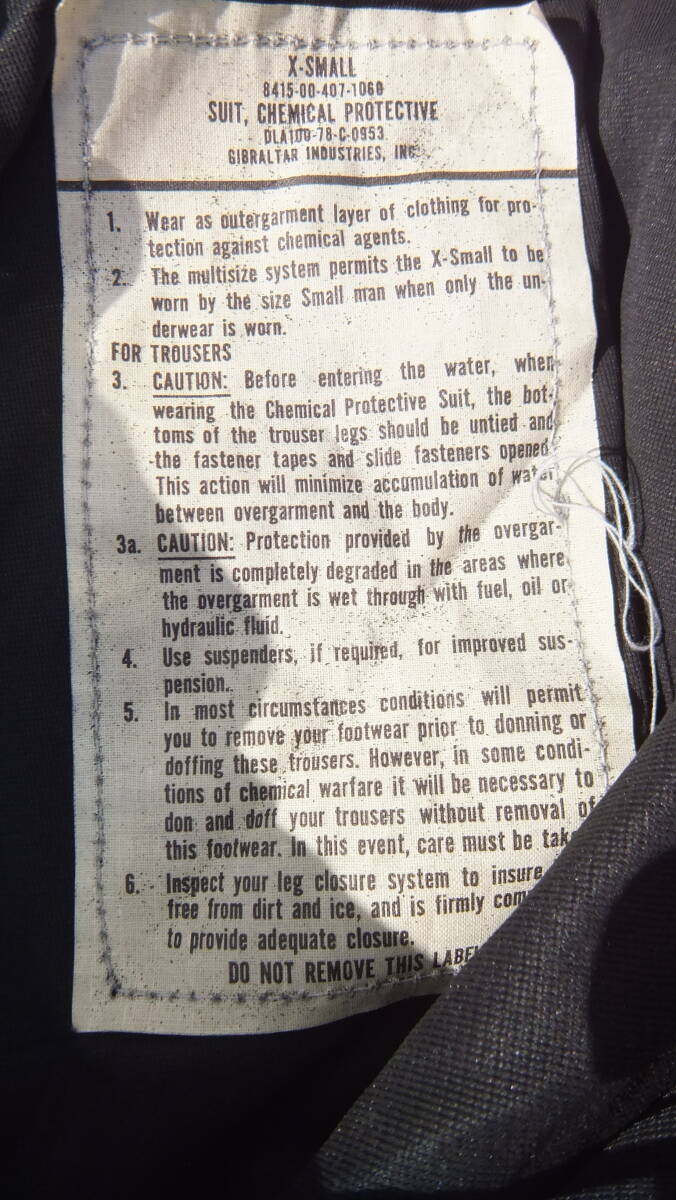 X-SMALL
8415-00-407-1060
SUIT, CHEMICAL PROTECTIVE
DLA100-78-C-0953
GIBRALTAR INDUSTRIES, INC
1. Wear as outergarment layer of clothing for pro-
tection against chemical agents.
2. The multisize system permits the X-Small to be
worn by the size Small man when only the un-
derwear is worn.
FOR TROUSERS
3. CAUTION: Before entering the water, when
wearing the Chemical Protective Suit, the bot-
toms of the trouser legs should be untied and
the fastener tapes and slide fasteners opened.
This action will minimize accumulation of water
between overgarment and the body.
3a. CAUTION: Protection provided by the overgar-
ment is completely degraded in the areas where
the overgarment is wet through with fuel, oil or
hydraulic fluid.
4. Use suspenders, if required, for improved sus-
pension.
5. In most circumstances conditions will permit
you to remove your footwear prior to donning or
doffing these trousers. However, in some condi-
tions of chemical warfare it will be necessary to
don and doff your trousers without removal of
this footwear. In this event, care must be
6. Inspect your leg closure system to insure
free from dirt and ice, and is firmly
to provide adequate closure.
DO NOT REMOVE THIS LABEL